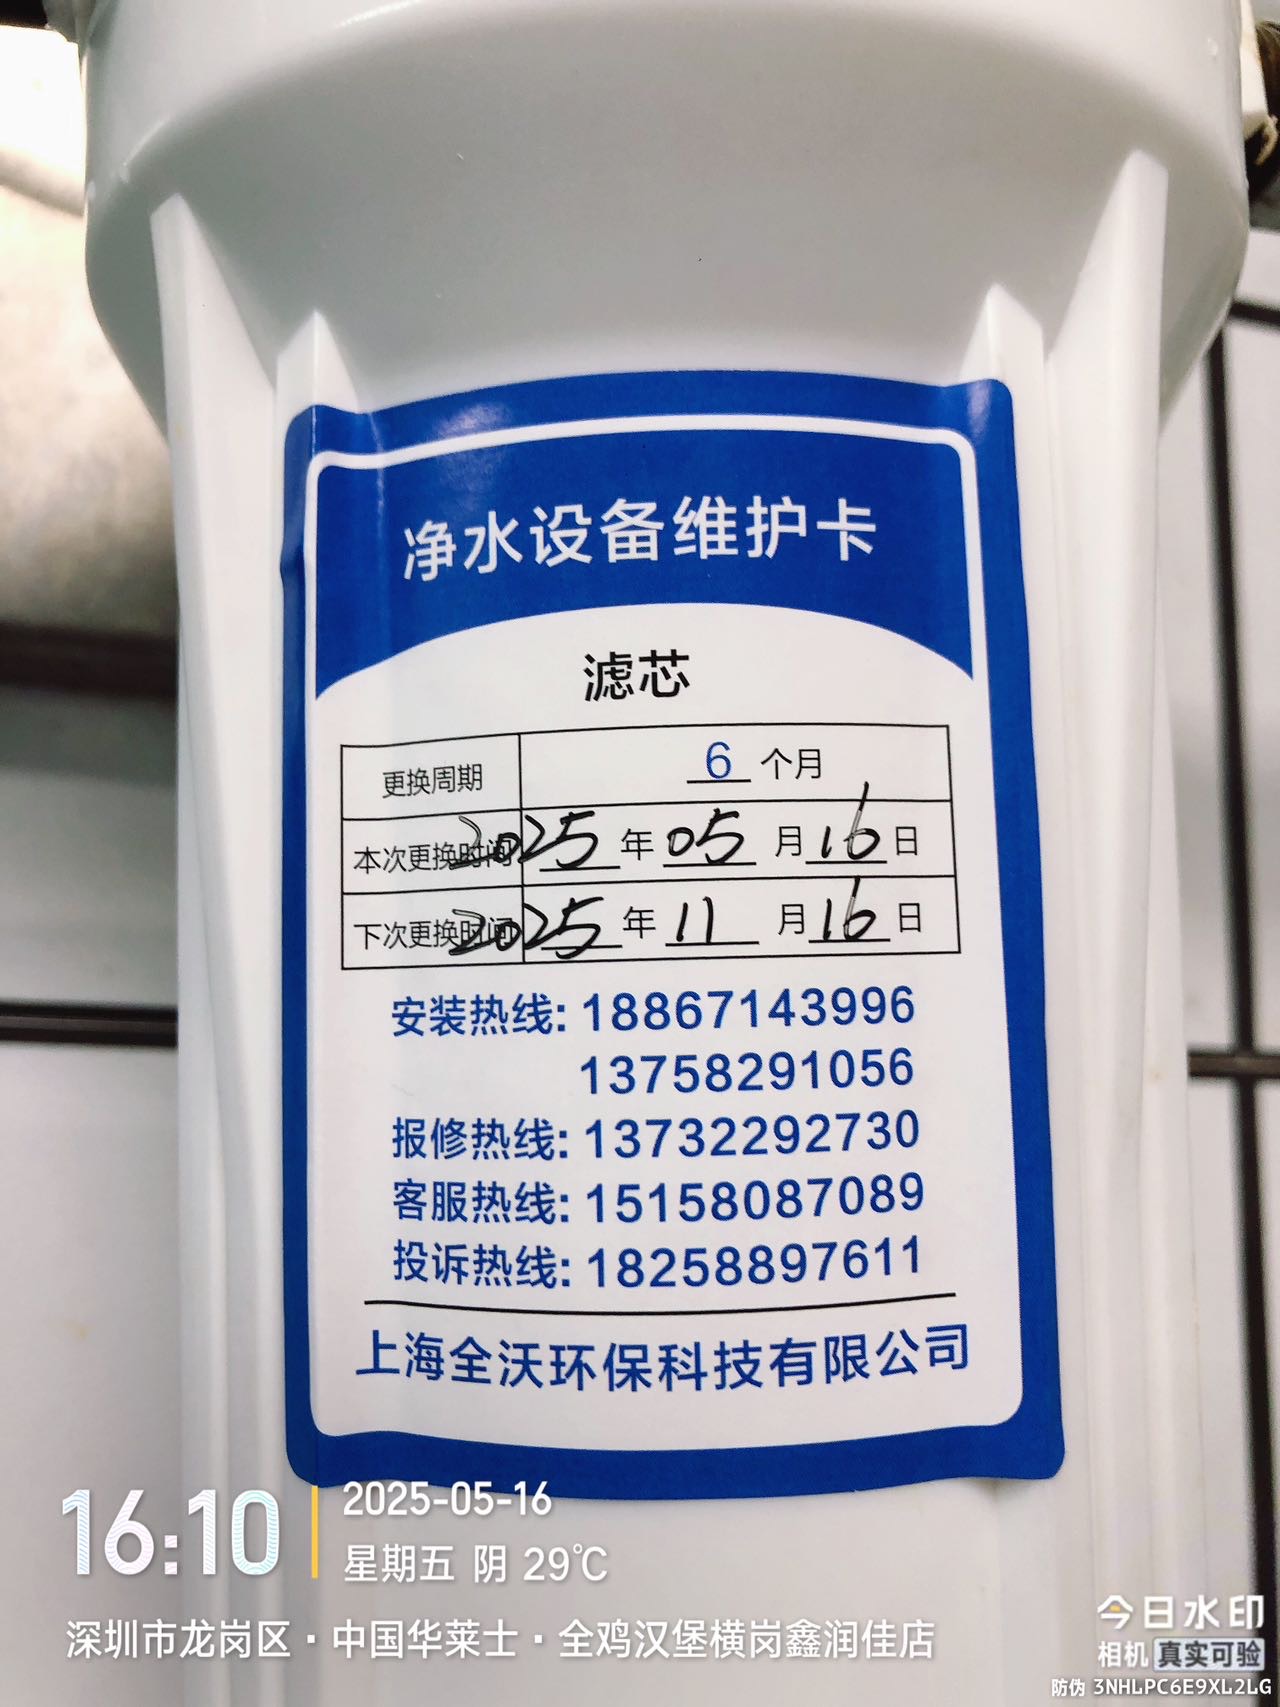 净水设备维护卡
滤芯
更换周期 6 个月
本次更换时间 2025 年 05 月 16 日
下次更换时间 2025 年 11 月 16 日
安装热线: 18867143996
13758291056
报修热线: 13732292730
客服热线: 15158087089
投诉热线: 18258897611
上海全沃环保科技有限公司
16:10
2025-05-16
星期五 阴 29℃
深圳市龙岗区·中国华莱士·全鸡汉堡横岗鑫润佳店
今日水印
相机 真实可验
防伪 3NHLPC6E9XL2LG